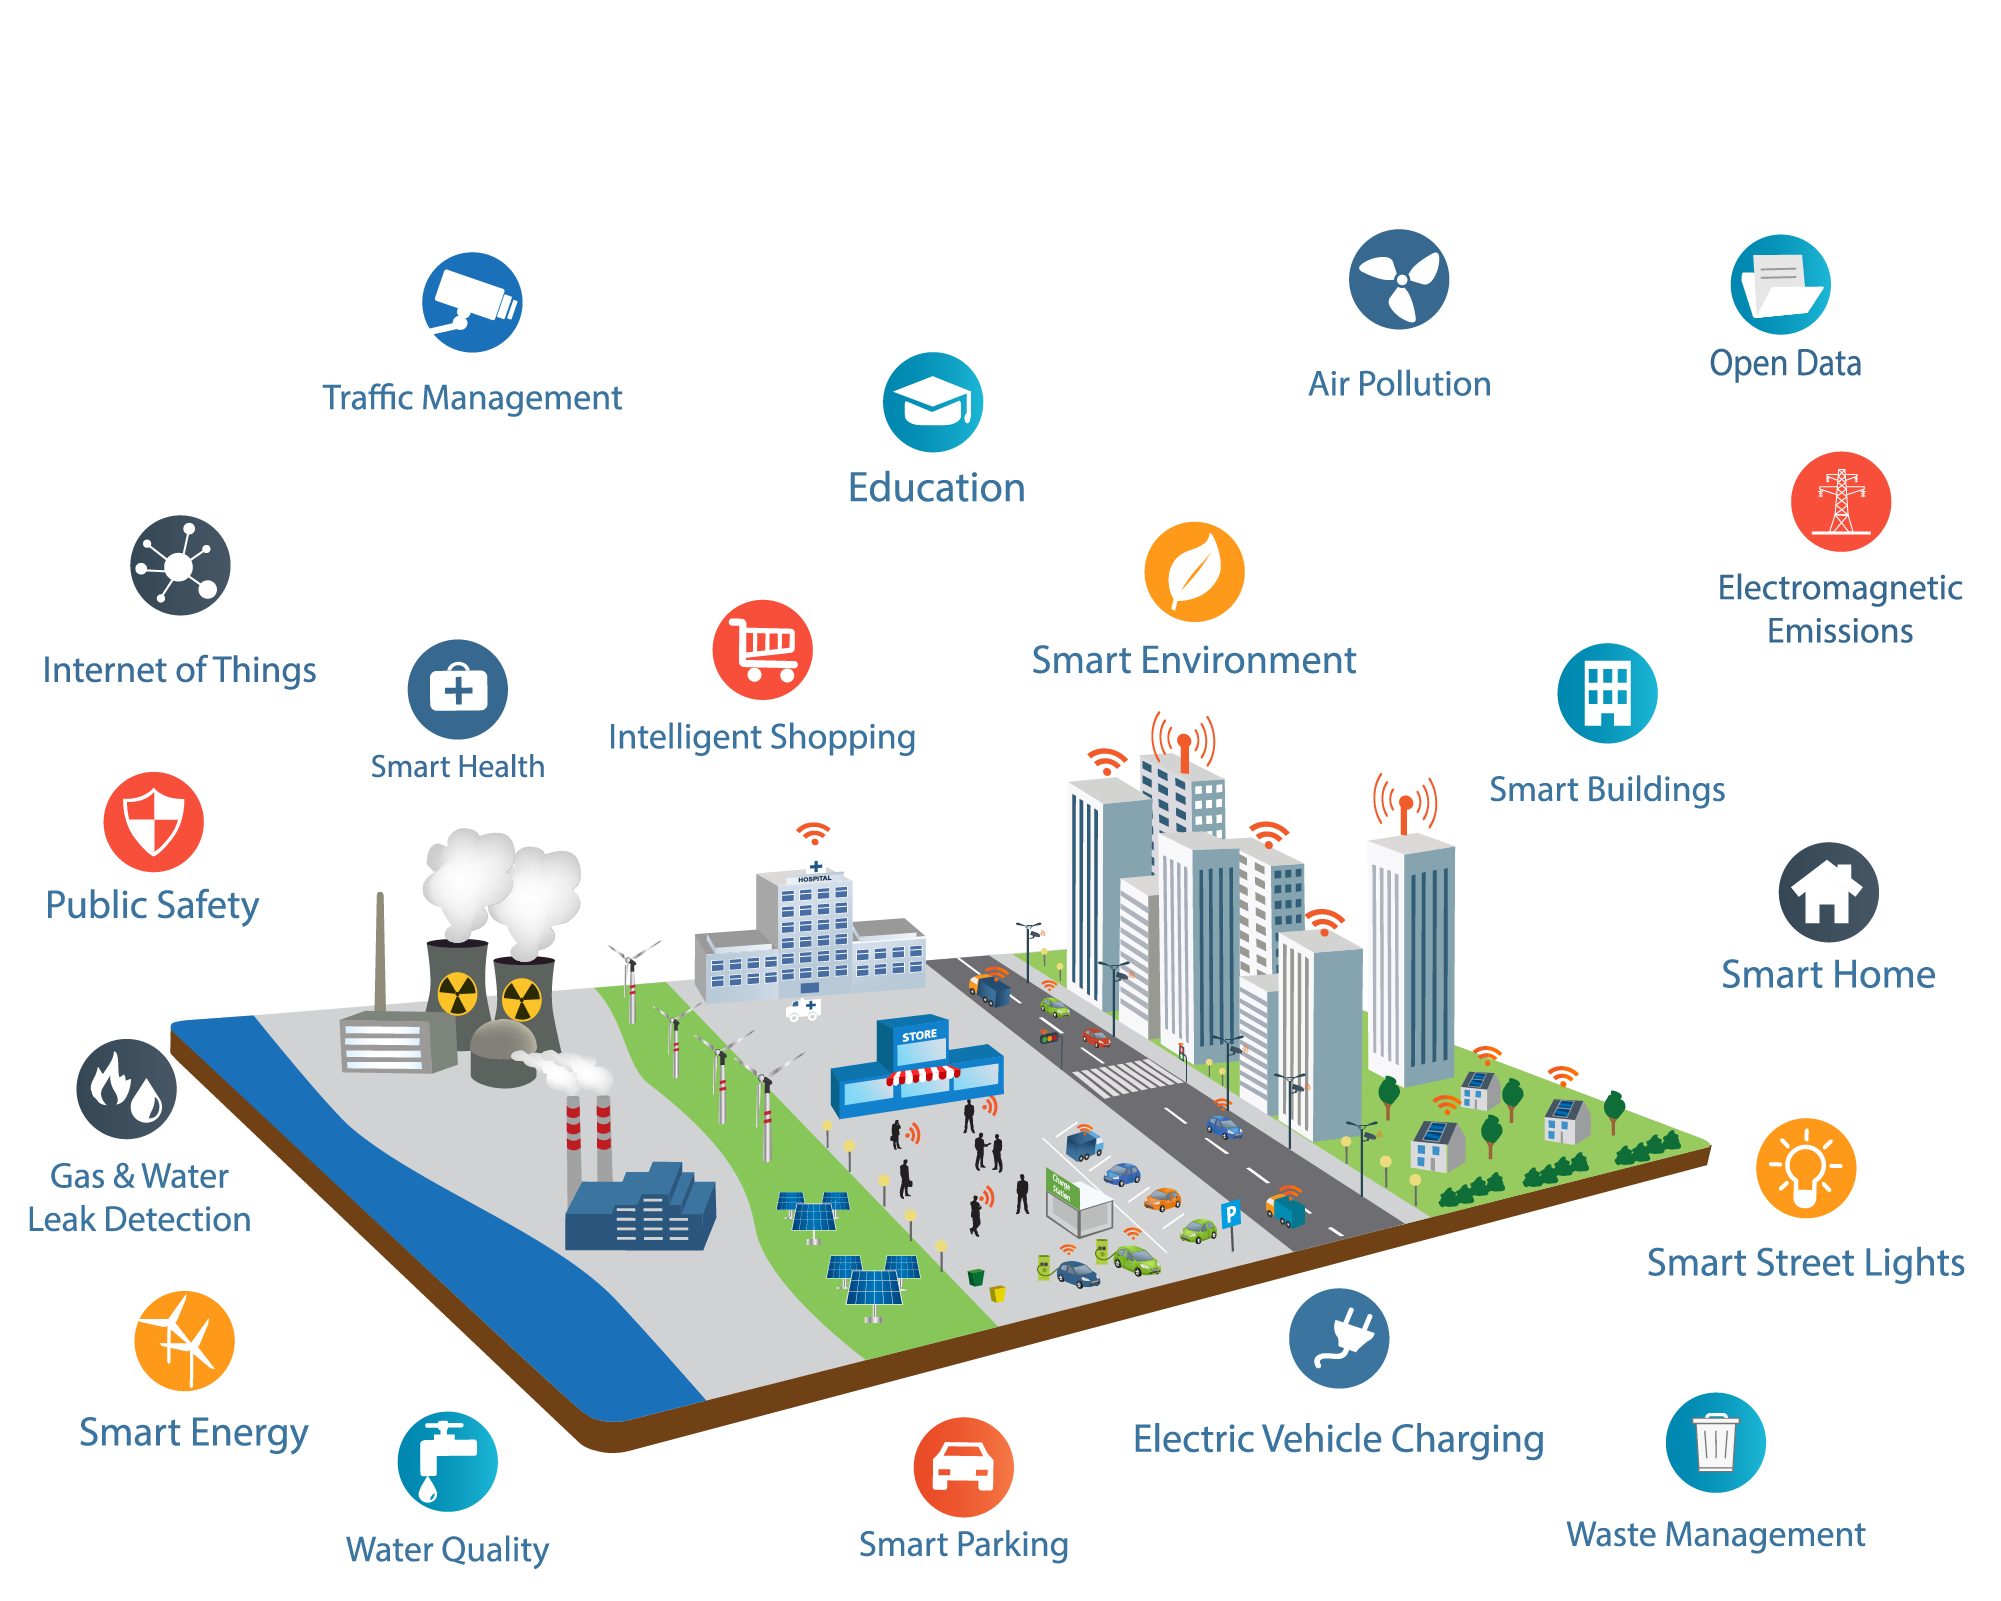 Traffic Management
Education
Air Pollution
Open Data
Internet of Things
Smart Health
Intelligent Shopping
Smart Environment
Electromagnetic
Emissions
Smart Buildings
Public Safety
HOSPITAL
Smart Home
STORE
Gas & Water
Leak Detection
Charge
Station
P
Smart Street Lights
Smart Energy
Water Quality
Smart Parking
Electric Vehicle Charging
Waste Management